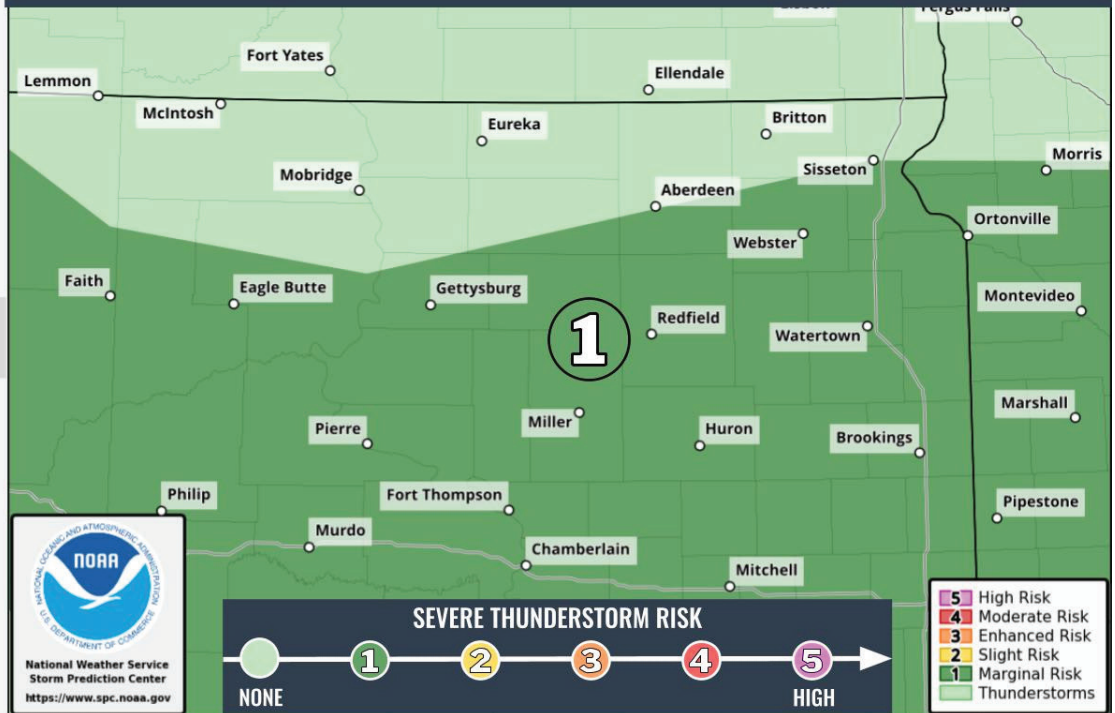 Fergus Falls
Fort Yates
Ellendale
Lemmon
McIntosh
Eureka
Britton
Mobridge
Sisseton
Morris
Aberdeen
Ortonville
Webster
Faith
Eagle Butte
Gettysburg
Montevideo
1
Redfield
Watertown
Marshall
Miller
Pierre
Huron
Brookings
Philip
Fort Thompson
Pipestone
Murdo
Chamberlain
Mitchell
NATIONAL OCEANIC AND ATMOSPHERIC ADMINISTRATION
NOAA
U.S. DEPARTMENT OF COMMERCE
National Weather Service
Storm Prediction Center
https://www.spc.noaa.gov
SEVERE THUNDERSTORM RISK
1 2 3 4 5
NONE HIGH
5 High Risk
4 Moderate Risk
3 Enhanced Risk
2 Slight Risk
1 Marginal Risk
Thunderstorms